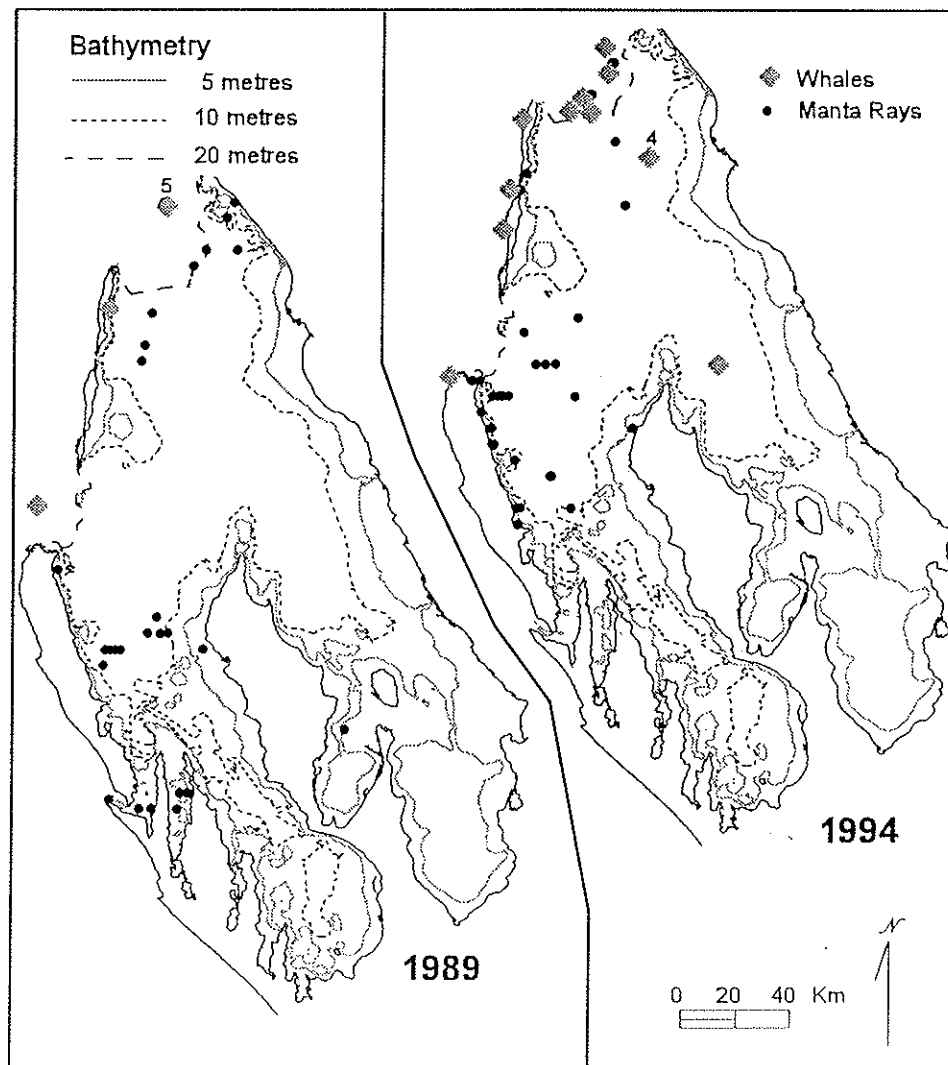 Bathymetry
5 metres
10 metres
20 metres
5
1989
Whales
Manta Rays
4
1994
N
0 20 40 Km